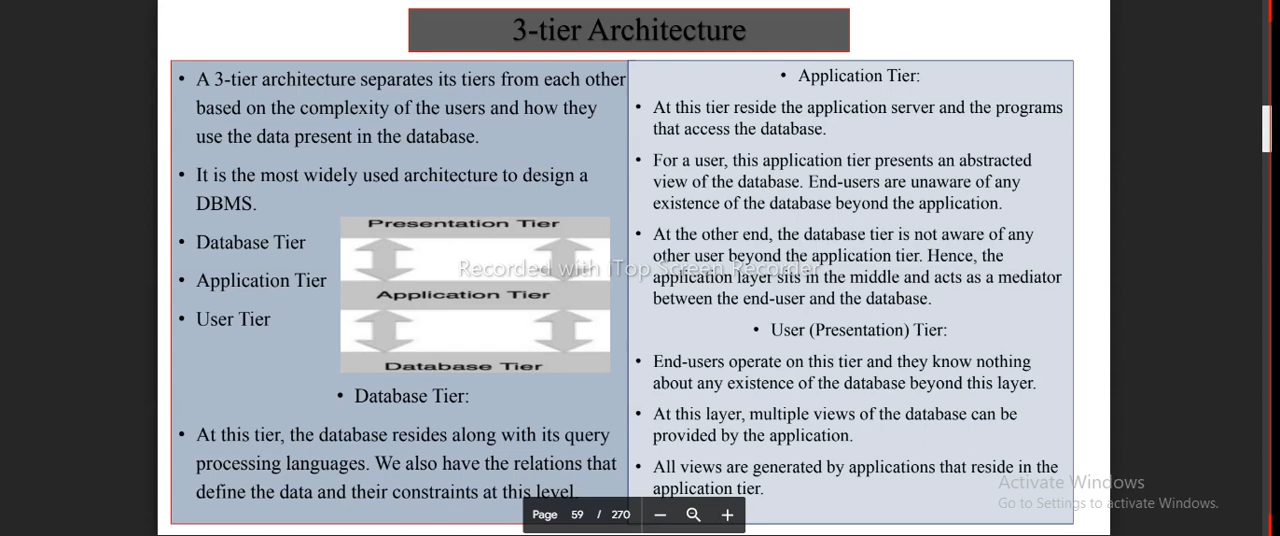 3-tier Architecture
• A 3-tier architecture separates its tiers from each other
based on the complexity of the users and how they
use the data present in the database.
• It is the most widely used architecture to design a
DBMS.
• Database Tier
• Application Tier
• User Tier
Presentation Tier
Application Tier
Database Tier
• Database Tier:
• At this tier, the database resides along with its query
processing languages. We also have the relations that
define the data and their constraints at this level.
• Application Tier:
• At this tier reside the application server and the programs
that access the database.
• For a user, this application tier presents an abstracted
view of the database. End-users are unaware of any
existence of the database beyond the application.
• At the other end, the database tier is not aware of any
other user beyond the application tier. Hence, the
application layer sits in the middle and acts as a mediator
between the end-user and the database.
• User (Presentation) Tier:
• End-users operate on this tier and they know nothing
about any existence of the database beyond this layer.
• At this layer, multiple views of the database can be
provided by the application.
• All views are generated by applications that reside in the
application tier.
Recorded with iTop Screen Recorder
Activate Windows
Go to Settings to activate Windows.
Page 59 / 270